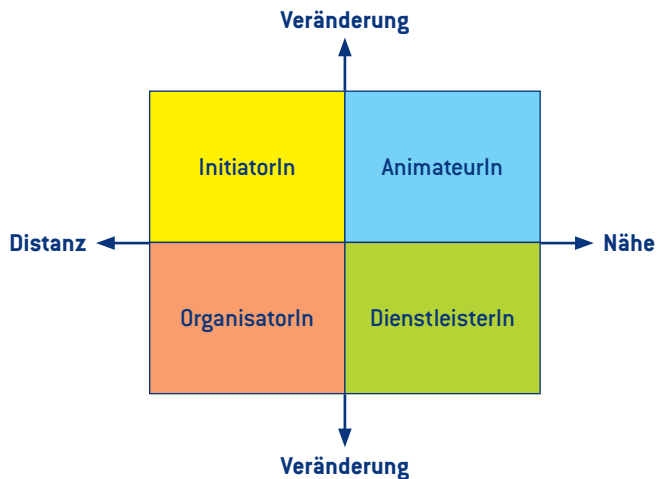 Veränderung
InitiatorIn
AnimateurIn
Distanz
Nähe
OrganisatorIn
DienstleisterIn
Veränderung